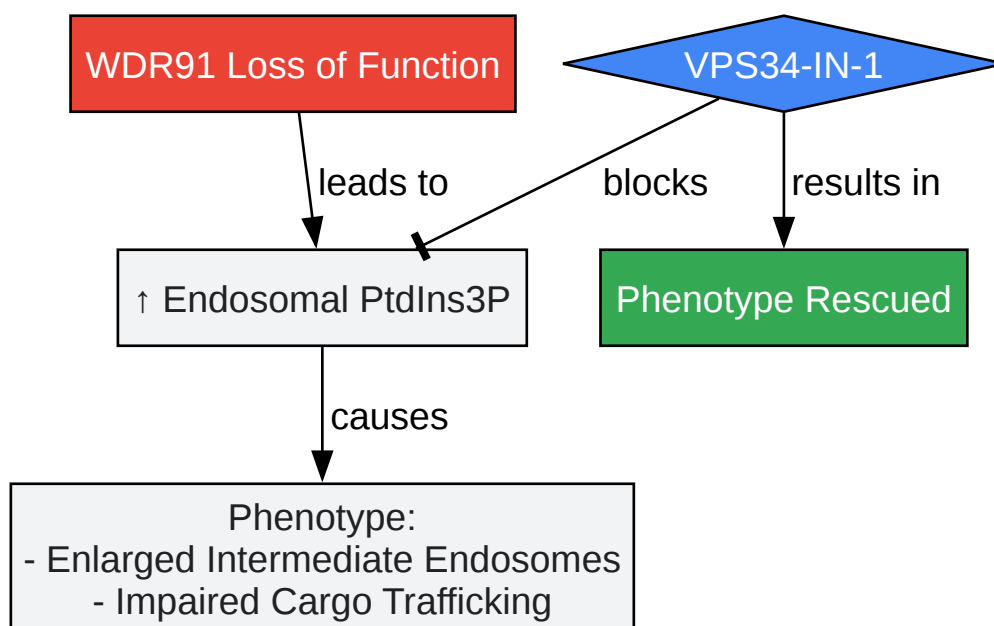 WDR91 Loss of Function
VPS34-IN-1
leads to
blocks
results in
↑ Endosomal PtdIns3P
Phenotype Rescued
causes
Phenotype:
- Enlarged Intermediate Endosomes
- Impaired Cargo Trafficking